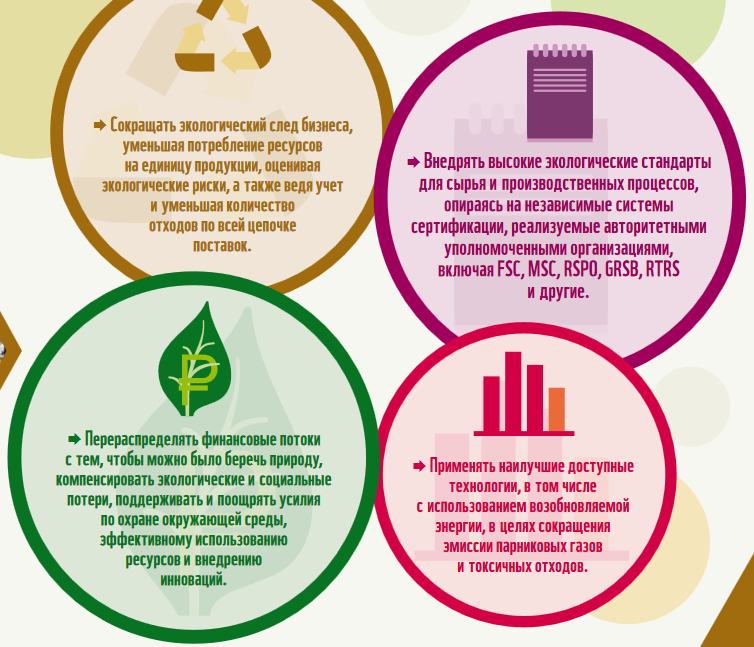 ➡ Сокращать экологический след бизнеса,
уменьшая потребление ресурсов
на единицу продукции, оценивая
экологические риски, а также ведя учет
и уменьшая количество
отходов по всей цепочке
поставок.
➡ Внедрять высокие экологические стандарты
для сырья и производственных процессов,
опираясь на независимые системы
сертификации, реализуемые авторитетными
уполномоченными организациями,
включая FSC, MSC, RSPO, GRSB, RTRS
и другие.
➡ Перераспределять финансовые потоки
с тем, чтобы можно было беречь природу,
компенсировать экологические и социальные
потери, поддерживать и поощрять усилия
по охране окружающей среды,
эффективному использованию
ресурсов и внедрению
инноваций.
➡ Применять наилучшие доступные
технологии, в том числе
с использованием возобновляемой
энергии, в целях сокращения
эмиссии парниковых газов
и токсичных отходов.